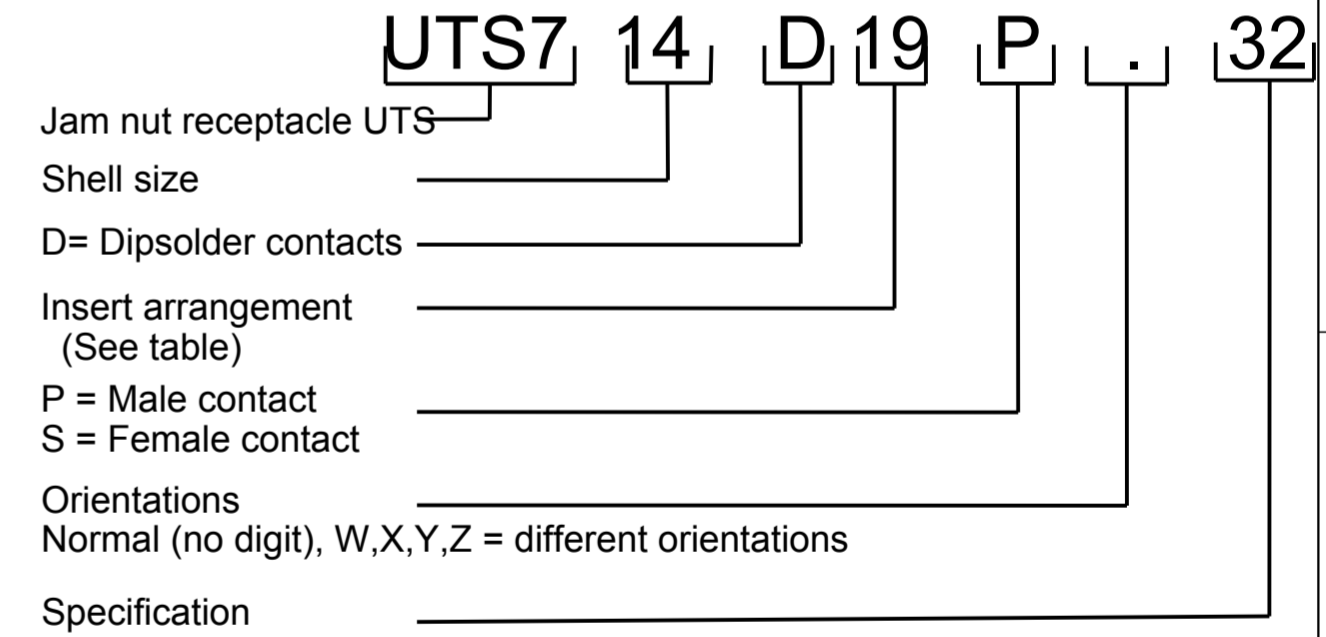 UTS7 14 D 19 P . 32
Jam nut receptacle UTS
Shell size
D= Dipsolder contacts
Insert arrangement
(See table)
P = Male contact
S = Female contact
Orientations
Normal (no digit), W,X,Y,Z = different orientations
Specification